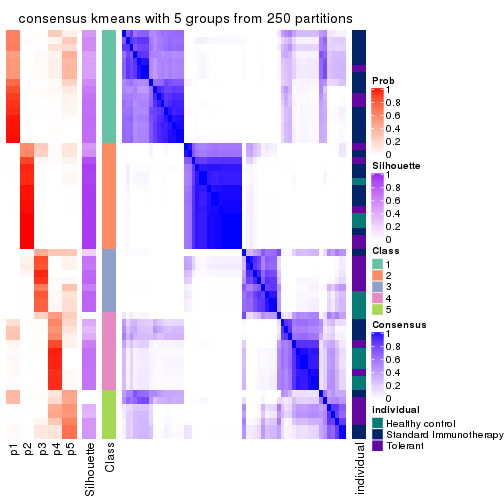 consensus kmeans with 5 groups from 250 partitions
Prob
1
0.8
0.6
0.4
0.2
0
Silhouette
1
0.8
0.6
0.4
0.2
0
Class
1
2
3
4
5
Consensus
1
0.8
0.6
0.4
0.2
0
individual
Healthy control
Standard Immunotherapy
Tolerant
p1
p2
p3
p4
p5
Silhouette
Class
individual